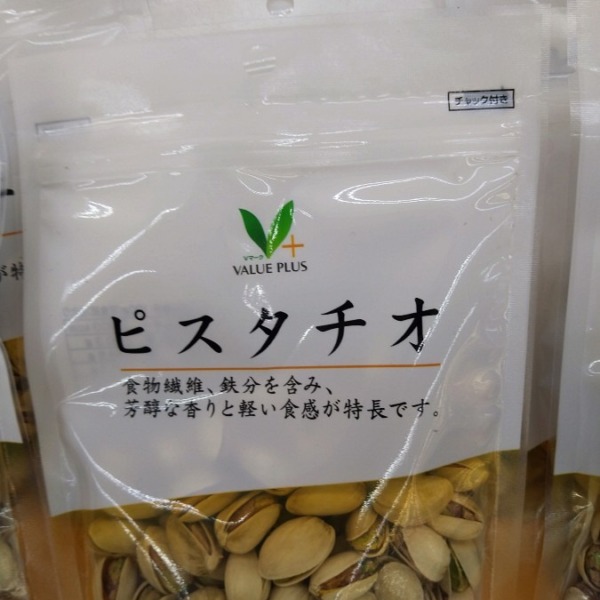 チャック付き
Vマーク
VALUE PLUS
ピスタチオ
食物繊維、鉄分を含み、
芳醇な香りと軽い食感が特長です。
が特